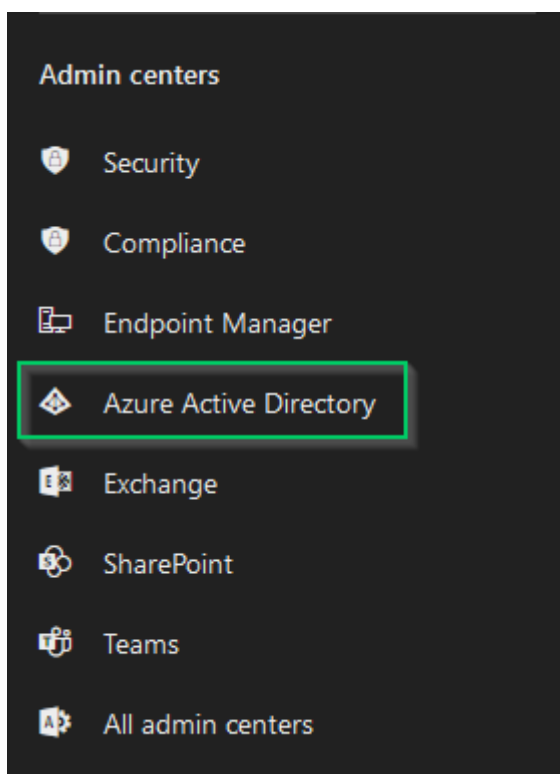 Admin centers
Security
Compliance
Endpoint Manager
Azure Active Directory
Exchange
SharePoint
Teams
All admin centers